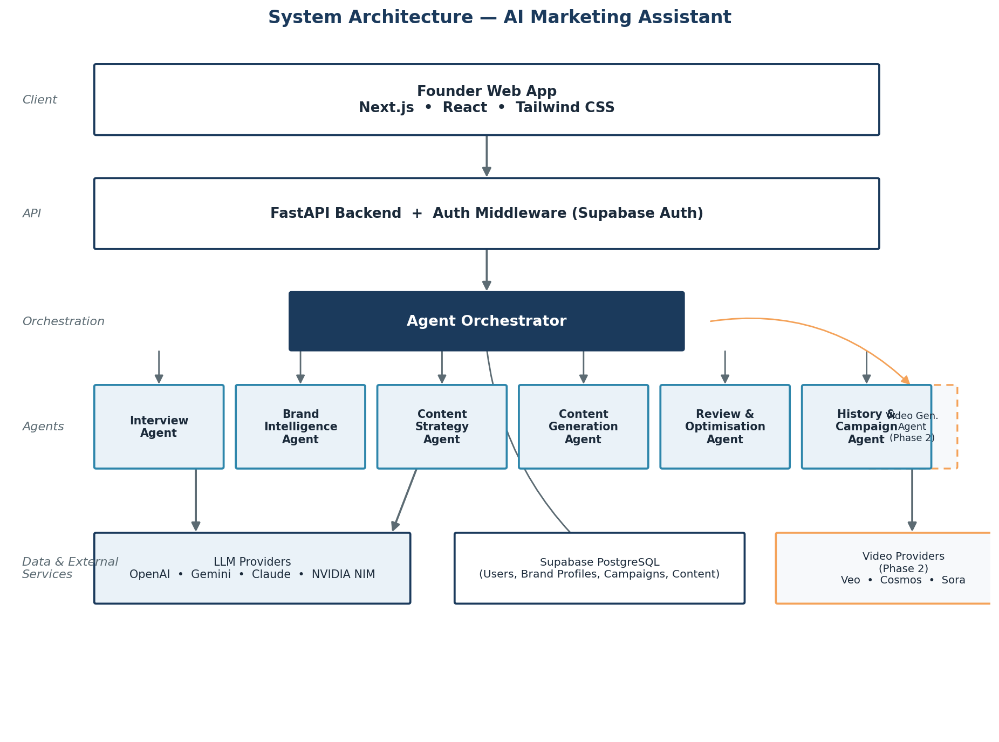 System Architecture — AI Marketing Assistant
Client
Founder Web App
Next.js • React • Tailwind CSS
API
FastAPI Backend + Auth Middleware (Supabase Auth)
Orchestration
Agent Orchestrator
Agents
Interview
Agent
Brand
Intelligence
Agent
Content
Strategy
Agent
Content
Generation
Agent
Review &
Optimisation
Agent
History &
Campaign
Agent
Video Gen.
Agent
(Phase 2)
Data & External
Services
LLM Providers
OpenAI • Gemini • Claude • NVIDIA NIM
Supabase PostgreSQL
(Users, Brand Profiles, Campaigns, Content)
Video Providers
(Phase 2)
Veo • Cosmos • Sora